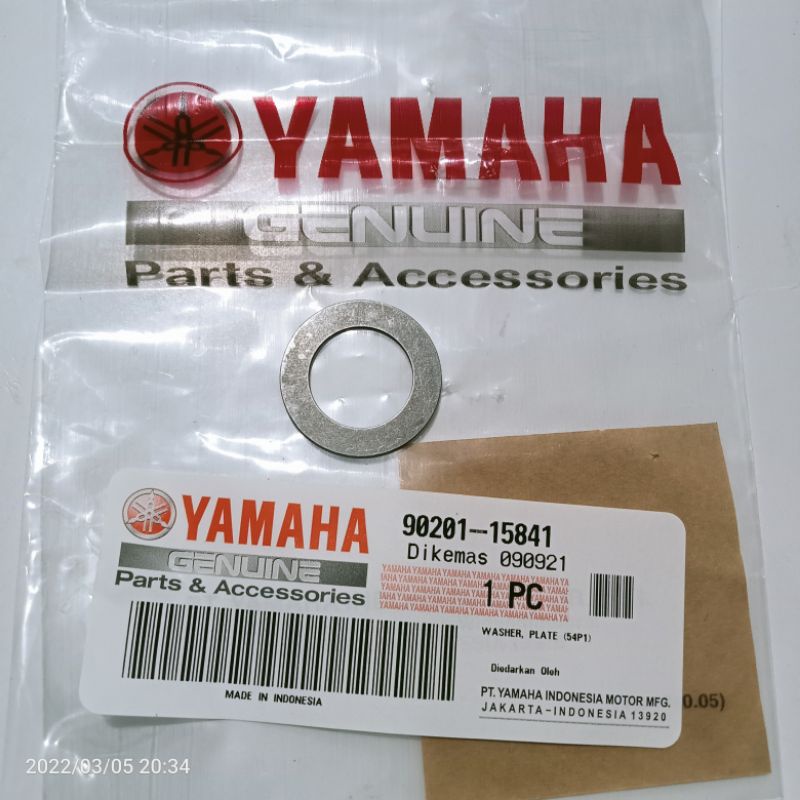 YAMAHA
GENUINE
Parts & Accessories
YAMAHA
GENUINE
Parts & Accessories
90201-15841
Dikemas 090921
1 PC
WASHER, PLATE (54P1)
Diedarkan Oleh
PT. YAMAHA INDONESIA MOTOR MFG.
JAKARTA-INDONESIA 13920
MADE IN INDONESIA
0.05)
2022/03/05 20:34